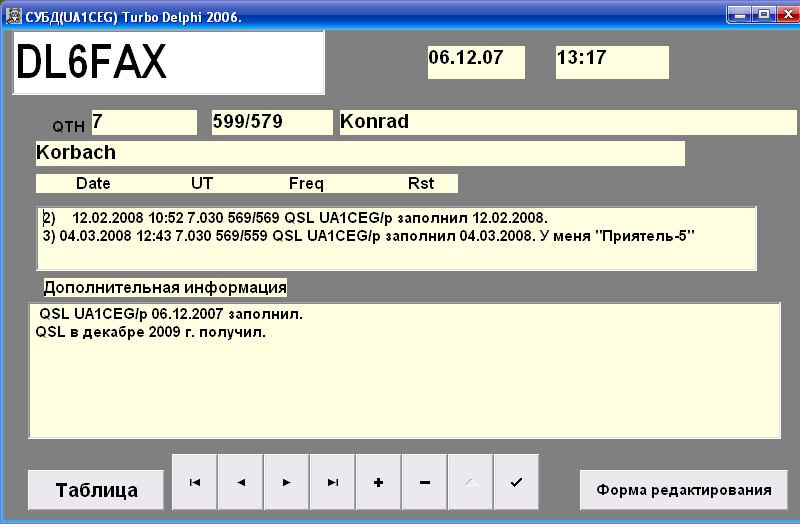 СУБД(UA1CEG) Turbo Delphi 2006.
DL6FAX
06.12.07
13:17
QTH
7
599/579
Konrad
Korbach
Date UT Freq Rst
2) 12.02.2008 10:52 7.030 569/569 QSL UA1CEG/p заполнил 12.02.2008.
3) 04.03.2008 12:43 7.030 569/559 QSL UA1CEG/p заполнил 04.03.2008. У меня "Приятель-5"
Дополнительная информация
QSL UA1CEG/p 06.12.2007 заполнил.
QSL в декабре 2009 г. получил.
Таблица
Форма редактирования